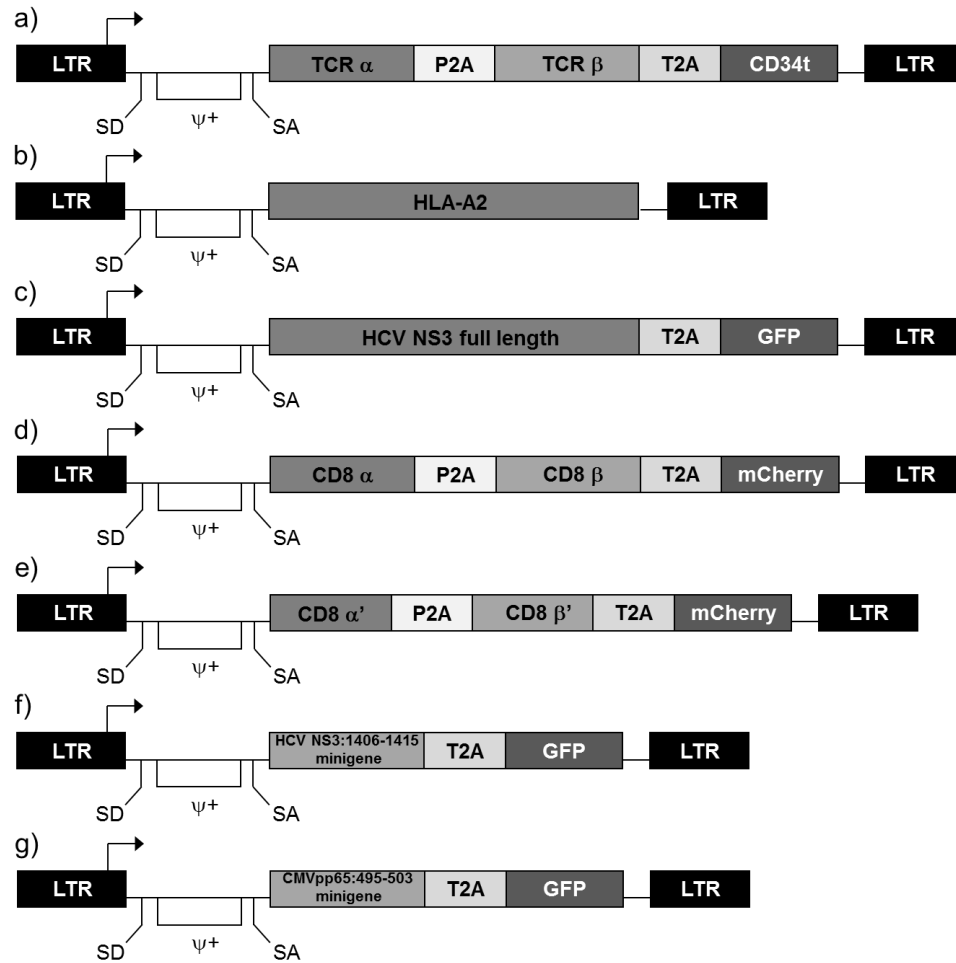 a)
LTR TCR α P2A TCR β T2A CD34t LTR
SD ψ+ SA
b)
LTR HLA-A2 LTR
SD ψ+ SA
c)
LTR HCV NS3 full length T2A GFP LTR
SD ψ+ SA
d)
LTR CD8 α P2A CD8 β T2A mCherry LTR
SD ψ+ SA
e)
LTR CD8 α’ P2A CD8 β’ T2A mCherry LTR
SD ψ+ SA
f)
HCV NS3:1406-1415
LTR minigene T2A GFP LTR
SD ψ+ SA
g)
CMVpp65:495-503
LTR minigene T2A GFP LTR
SD ψ+ SA